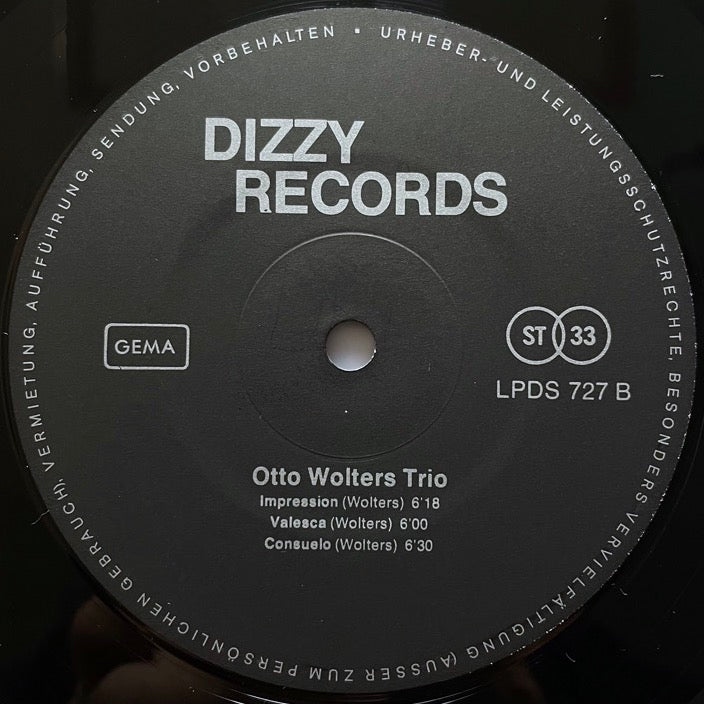 DIZZY
RECORDS
GEMA
ST 33
LPDS 727 B
Otto Wolters Trio
Impression (Wolters) 6'18
Valesca (Wolters) 6'00
Consuelo (Wolters) 6'30
URHEBER- UND LEISTUNGSSCHUTZRECHTE, BESONDERS VERVIELFÄLTIGUNG (AUSSER ZUM PERSÖNLICHEN GEBRAUCH), VERMIETUNG, AUFFÜHRUNG, SENDUNG, VORBEHALTEN ·